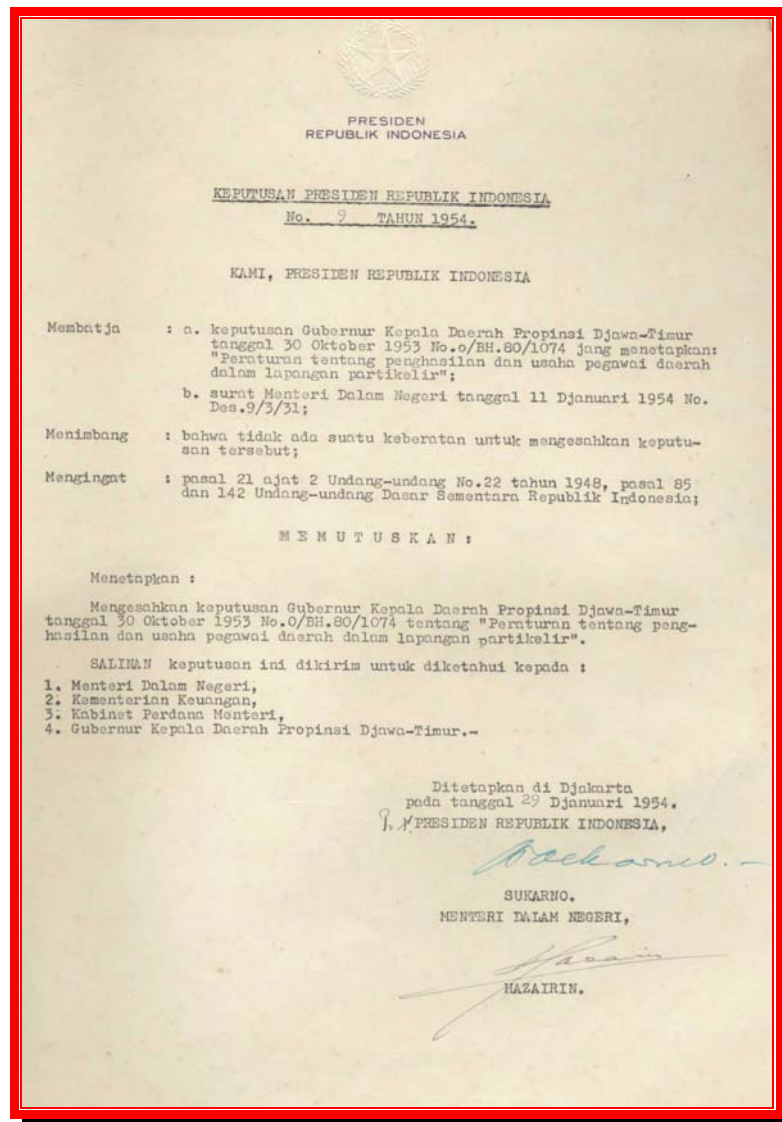 PRESIDEN
REPUBLIK INDONESIA
KEPUTUSAN PRESIDEN REPUBLIK INDONESIA
No. 9 TAHUN 1954.
KAMI, PRESIDEN REPUBLIK INDONESIA
Membatja : a. keputusan Gubernur Kepala Daerah Propinsi Djawa-Timur
tanggal 30 Oktober 1953 No.o/BH.80/1074 jang menetapkan:
"Peraturan tentang penghasilan dan usaha pegawai daerah
dalam lapangan partikelir";
b. surat Menteri Dalam Negeri tanggal 11 Djanuari 1954 No.
Des.9/3/31;
Menimbang : bahwa tidak ada suatu keberatan untuk mengesahkan keputu-
san tersebut;
Mengingat : pasal 21 ajat 2 Undang-undang No.22 tahun 1948, pasal 85
dan 142 Undang-undang Dasar Sementara Republik Indonesia;
M E M U T U S K A N :
Menetapkan :
Mengesahkan keputusan Gubernur Kepala Daerah Propinsi Djawa-Timur
tanggal 30 Oktober 1953 No.O/BH.80/1074 tentang "Peraturan tentang peng-
hasilan dan usaha pegawai daerah dalam lapangan partikelir".
SALINAN keputusan ini dikirim untuk diketahui kepada :
1. Menteri Dalam Negeri,
2. Kementerian Keuangan,
3. Kabinet Perdana Menteri,
4. Gubernur Kepala Daerah Propinsi Djawa-Timur.-
Ditetapkan di Djakarta
pada tanggal 29 Djanuari 1954.
PRESIDEN REPUBLIK INDONESIA,
Soekarno.-
SUKARNO.
MENTERI DALAM NEGERI,
Hazairin
HAZAIRIN.